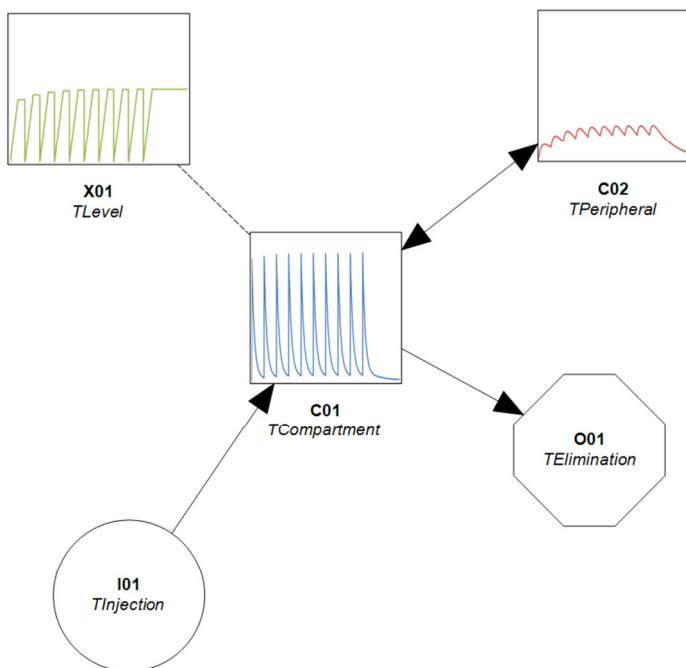 X01
TLevel
C02
TPeripheral
C01
TCompartment
O01
TElimination
I01
TInjection